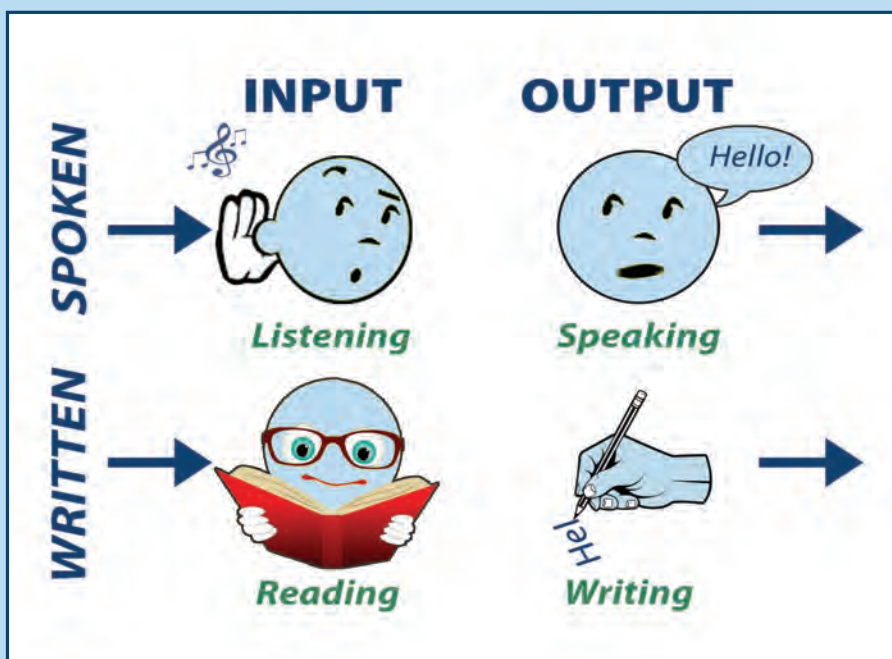 INPUT OUTPUT
SPOKEN
Hello!
Listening Speaking
WRITTEN
Hel
Reading Writing